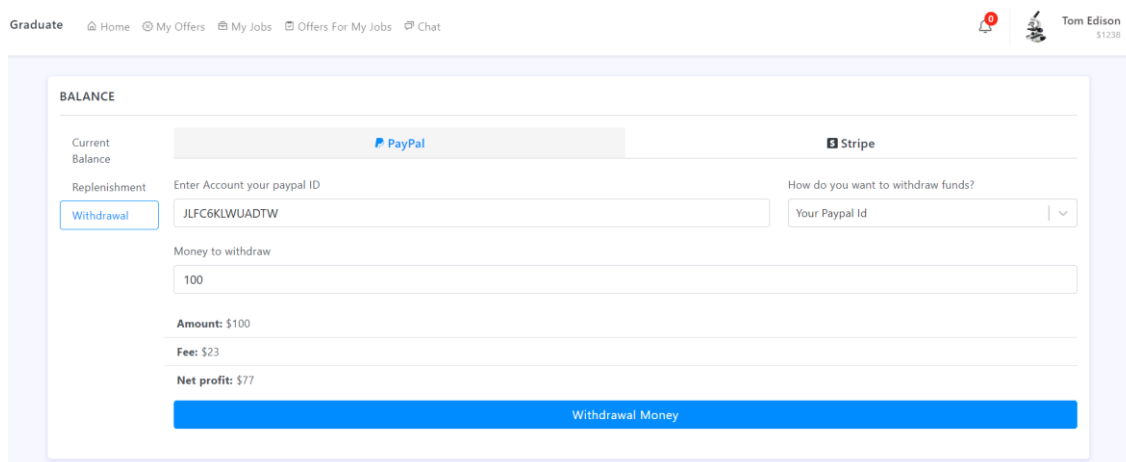 Graduate Home My Offers My Jobs Offers For My Jobs Chat 0 Tom Edison
$1238
BALANCE
Current Balance
Replenishment
Withdrawal
PayPal Stripe
Enter Account your paypal ID How do you want to withdraw funds?
JLFC6KLWUADTW Your Paypal Id
Money to withdraw
100
Amount: $100
Fee: $23
Net profit: $77
Withdrawal Money